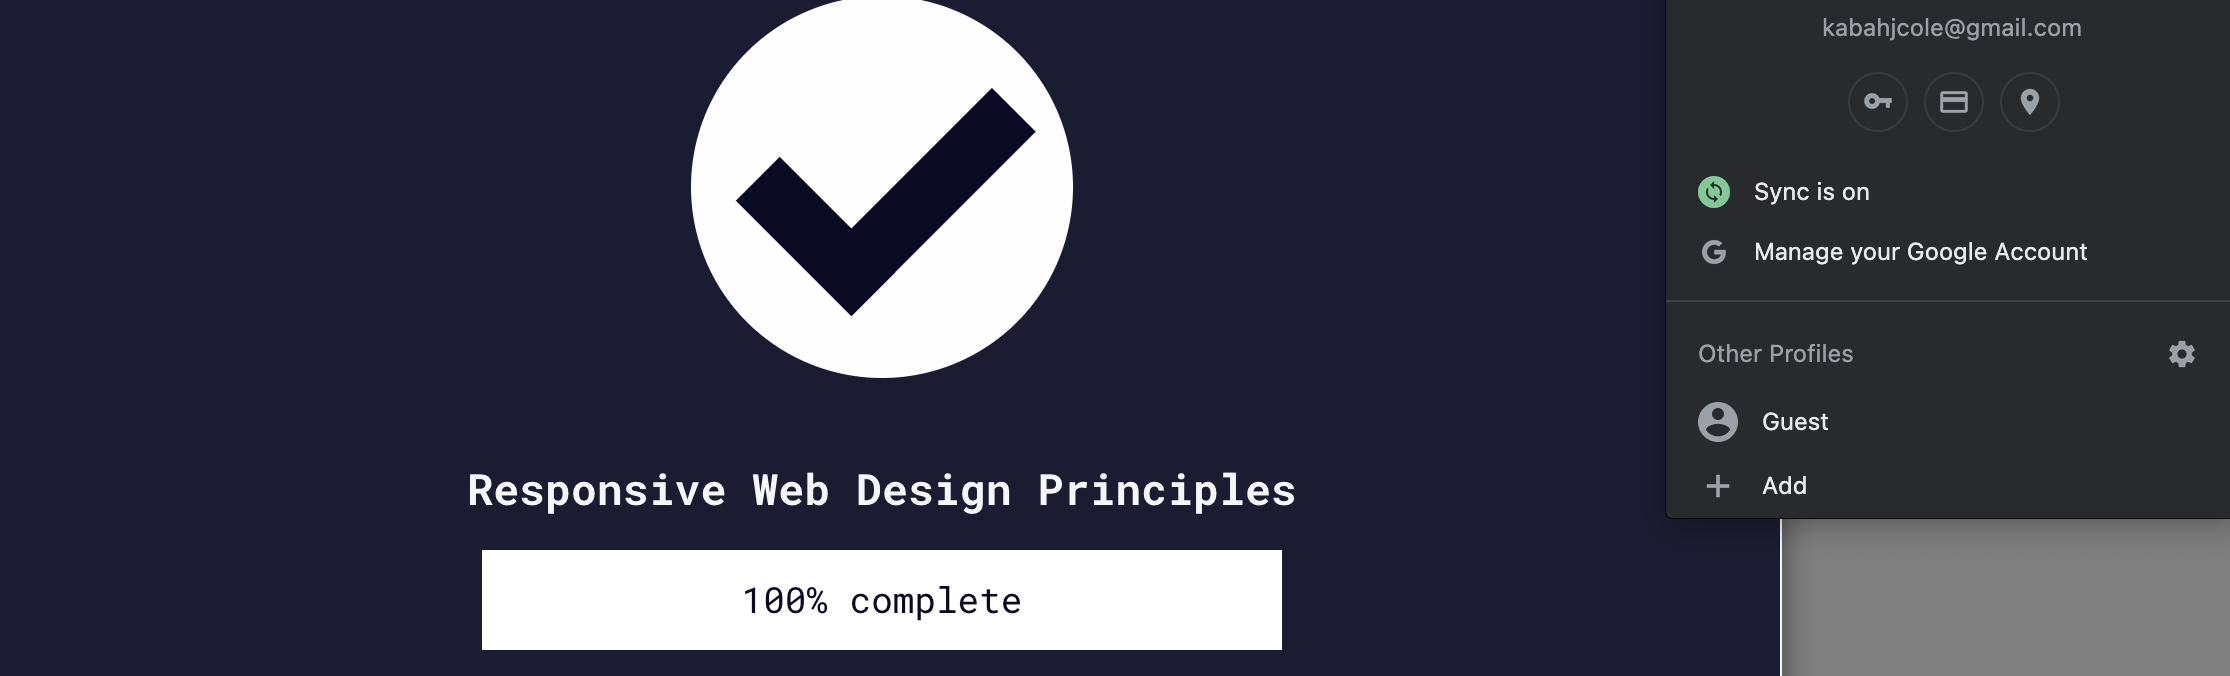 kabahjcole@gmail.com
Sync is on
Manage your Google Account
Other Profiles
Guest
Add
Responsive Web Design Principles
100% complete